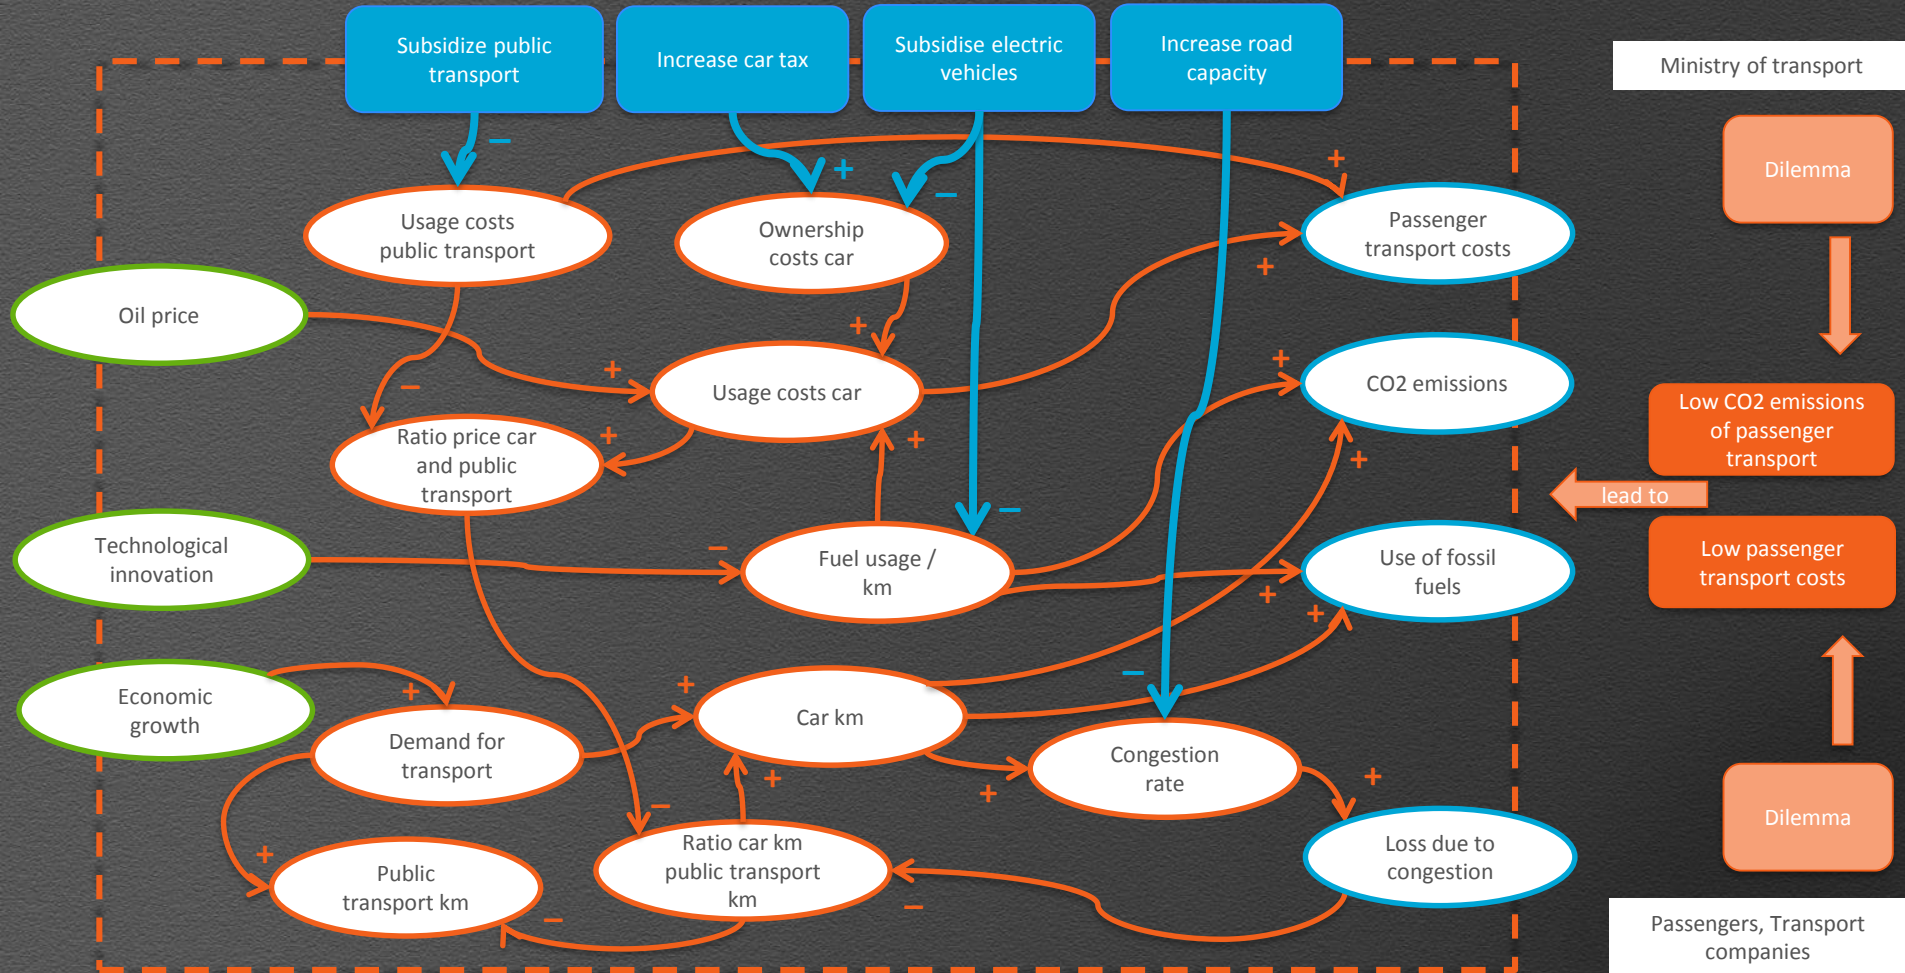 Subsidize public
transport
Increase car tax
Subsidise electric
vehicles
Increase road
capacity
Ministry of transport
Dilemma
–
+
–
+
Usage costs
public transport
Ownership
costs car
Passenger
transport costs
+
Oil price
+
+
+
Usage costs car
CO2 emissions
Low CO2 emissions
of passenger
transport
–
Ratio price car
and public
transport
+
+
+
lead to
Technological
innovation
–
–
Fuel usage /
km
Use of fossil
fuels
Low passenger
transport costs
+
+
Economic
growth
+
+
–
Demand for
transport
Car km
Congestion
rate
+
+
+
–
Dilemma
+
Public
transport km
Ratio car km
public transport
km
Loss due to
congestion
–
–
Passengers, Transport
companies